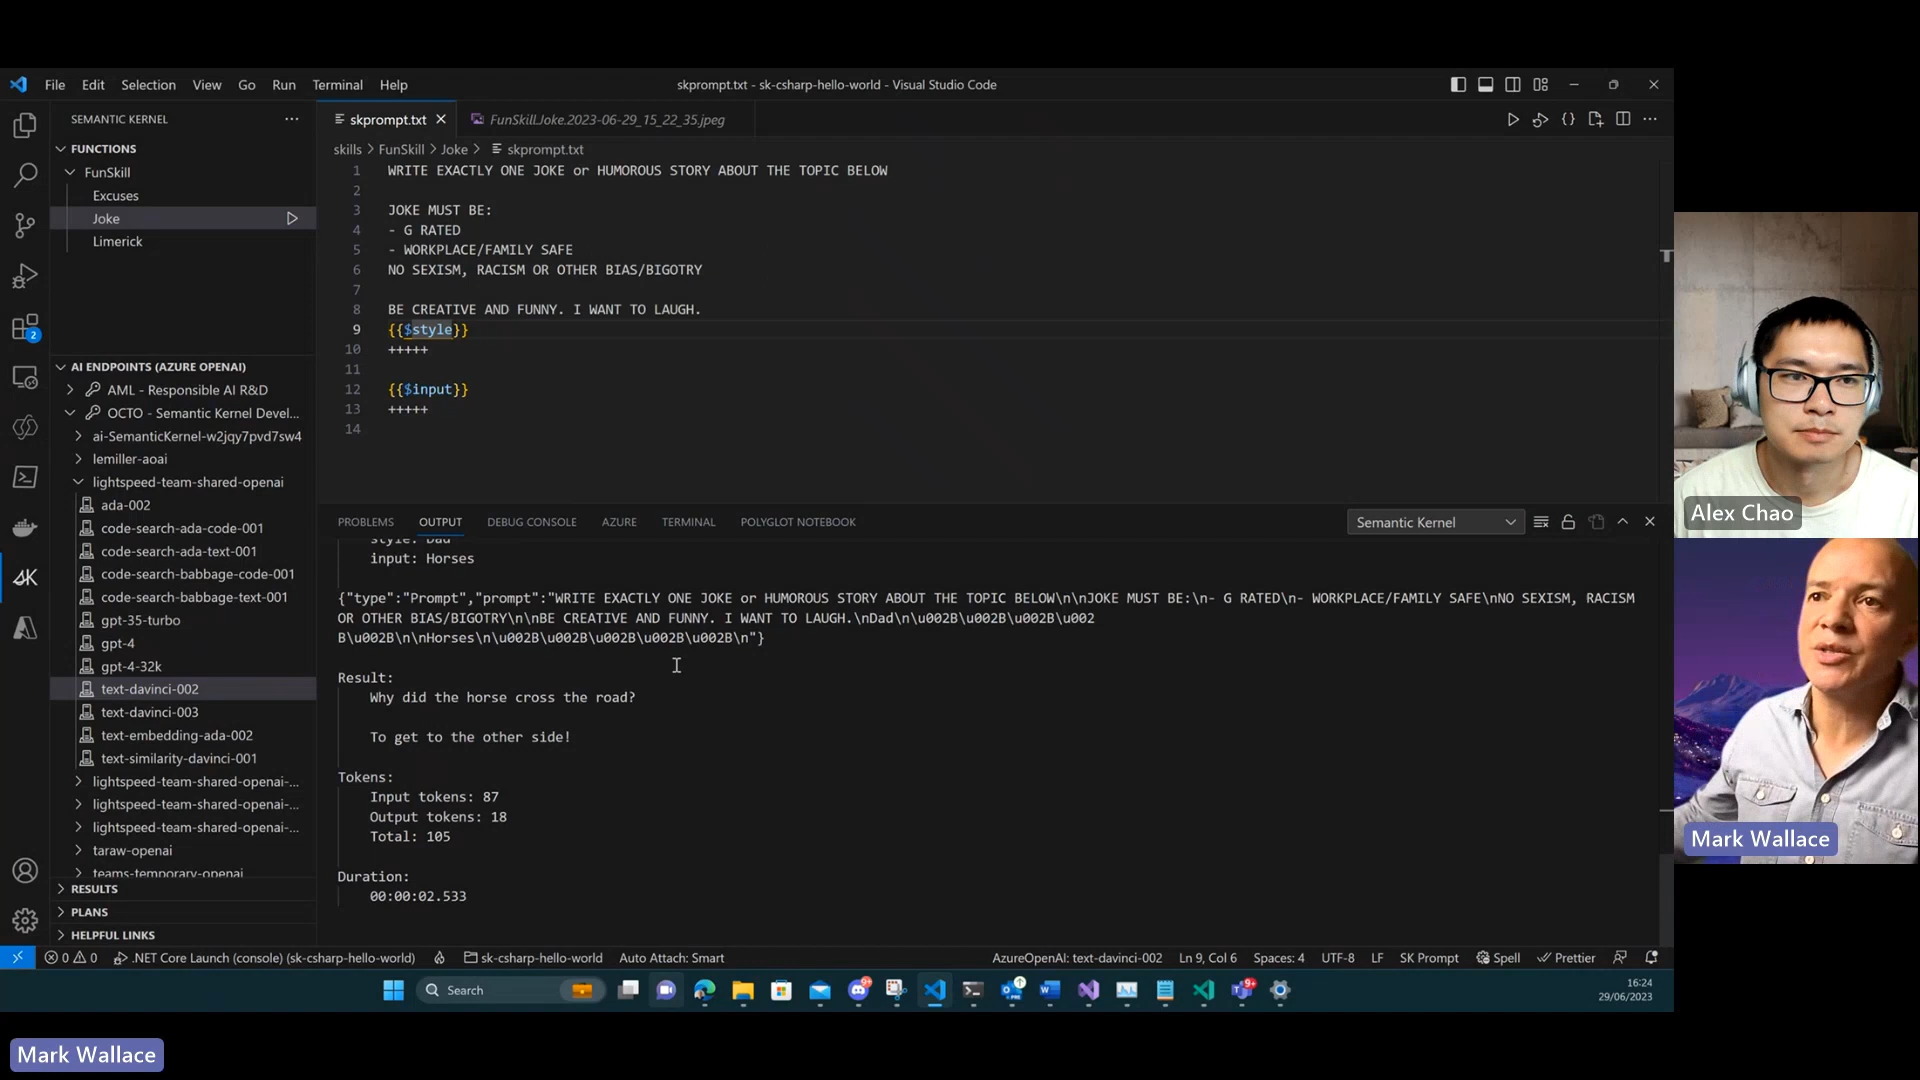 File Edit Selection View Go Run Terminal Help
skprompt.txt - sk-csharp-hello-world - Visual Studio Code
SEMANTIC KERNEL
skprompt.txt
FunSkill.Joke.2023-06-29_15_22_35.jpeg
FUNCTIONS
FunSkill
Excuses
Joke
Limerick
skills > FunSkill > Joke > skprompt.txt
1 WRITE EXACTLY ONE JOKE or HUMOROUS STORY ABOUT THE TOPIC BELOW
2
3 JOKE MUST BE:
4 - G RATED
5 - WORKPLACE/FAMILY SAFE
6 NO SEXISM, RACISM OR OTHER BIAS/BIGOTRY
7
8 BE CREATIVE AND FUNNY. I WANT TO LAUGH.
9 {{$style}}
10 +++++
11
12 {{$input}}
13 +++++
14
AI ENDPOINTS (AZURE OPENAI)
AML - Responsible AI R&D
OCTO - Semantic Kernel Devel...
ai-SemanticKernel-w2jqy7pvd7sw4
lemiller-aoai
lightspeed-team-shared-openai
ada-002
code-search-ada-code-001
code-search-ada-text-001
code-search-babbage-code-001
code-search-babbage-text-001
gpt-35-turbo
gpt-4
gpt-4-32k
text-davinci-002
text-davinci-003
text-embedding-ada-002
text-similarity-davinci-001
lightspeed-team-shared-openai-...
lightspeed-team-shared-openai-...
lightspeed-team-shared-openai-...
taraw-openai
teams-temporary-openai
RESULTS
PLANS
HELPFUL LINKS
2
PROBLEMS OUTPUT DEBUG CONSOLE AZURE TERMINAL POLYGLOT NOTEBOOK
Semantic Kernel
style: Dad
input: Horses
{"type":"Prompt","prompt":"WRITE EXACTLY ONE JOKE or HUMOROUS STORY ABOUT THE TOPIC BELOW\n\nJOKE MUST BE:\n- G RATED\n- WORKPLACE/FAMILY SAFE\nNO SEXISM, RACISM
OR OTHER BIAS/BIGOTRY\n\nBE CREATIVE AND FUNNY. I WANT TO LAUGH.\nDad\n\u002B\u002B\u002B\u002
B\u002B\n\nHorses\n\u002B\u002B\u002B\u002B\u002B\n"}
Result:
Why did the horse cross the road?
To get to the other side!
Tokens:
Input tokens: 87
Output tokens: 18
Total: 105
Duration:
00:00:02.533
0 0 .NET Core Launch (console) (sk-csharp-hello-world) sk-csharp-hello-world Auto Attach: Smart
AzureOpenAI: text-davinci-002 Ln 9, Col 6 Spaces: 4 UTF-8 LF SK Prompt Spell Prettier
Search
16:24
29/06/2023
Alex Chao
Mark Wallace
Mark Wallace